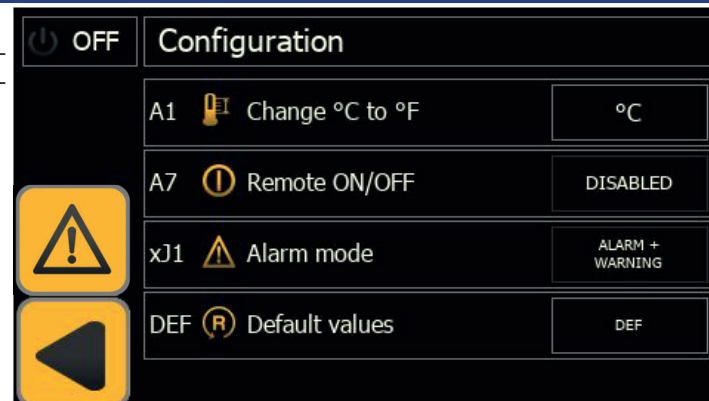 OFF
Configuration
A1 Change °C to °F
°C
A7 Remote ON/OFF
DISABLED
xJ1 Alarm mode
ALARM +
WARNING
DEF R Default values
DEF